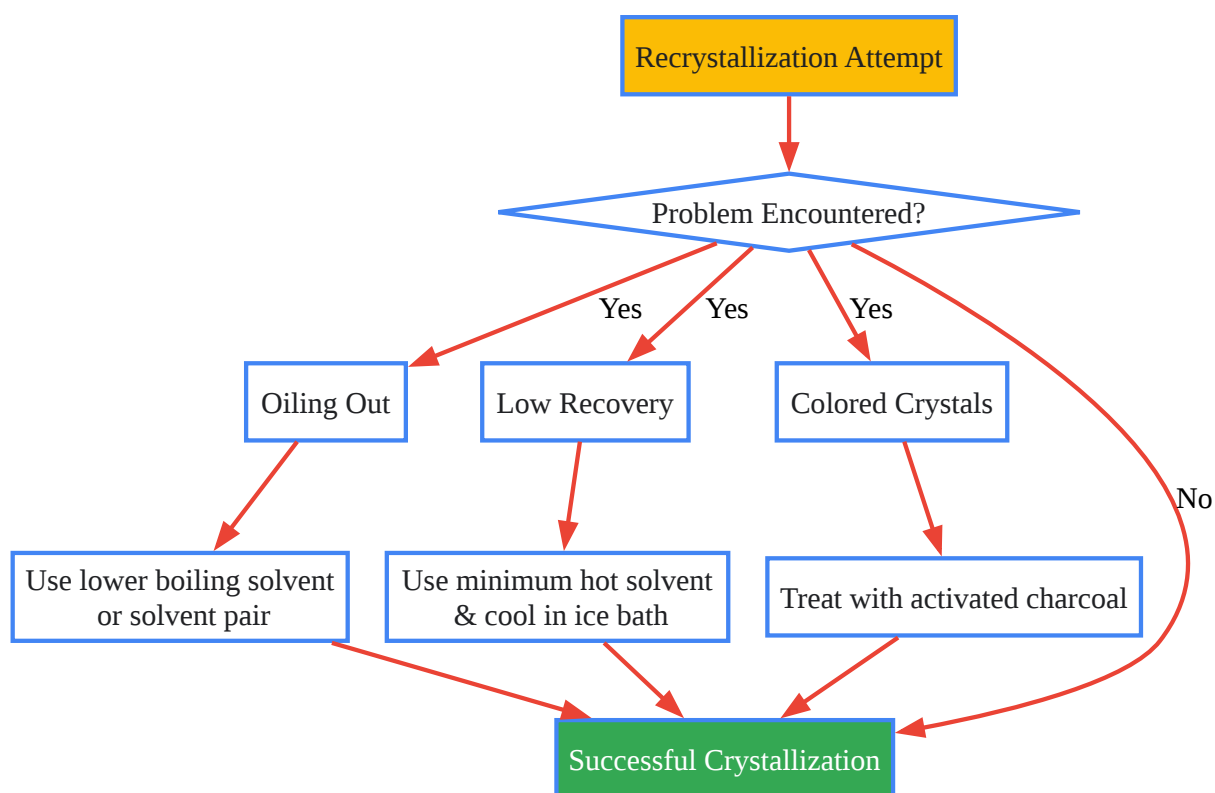 Recrystallization Attempt
Problem Encountered?
Yes
Yes
Yes
Oiling Out
Low Recovery
Colored Crystals
No
Use lower boiling solvent
or solvent pair
Use minimum hot solvent
& cool in ice bath
Treat with activated charcoal
Successful Crystallization